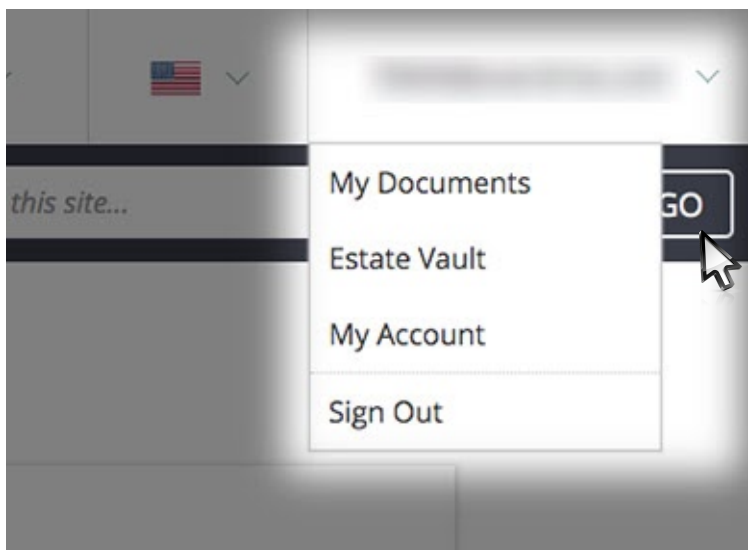 this site...
GO
My Documents
Estate Vault
My Account
Sign Out